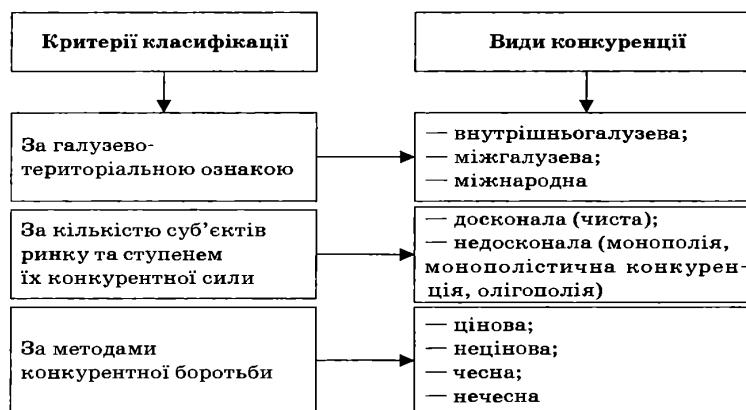 Критерії класифікації
Види конкуренції
За галузево-
територіальною ознакою
— внутрішньогалузева;
— міжгалузева;
— міжнародна
За кількістю суб’єктів
ринку та ступенем
їх конкурентної сили
— досконала (чиста);
— недосконала (монополія,
монополістична конкурен-
ція, олігополія)
За методами
конкурентної боротьби
— цінова;
— нецінова;
— чесна;
— нечесна